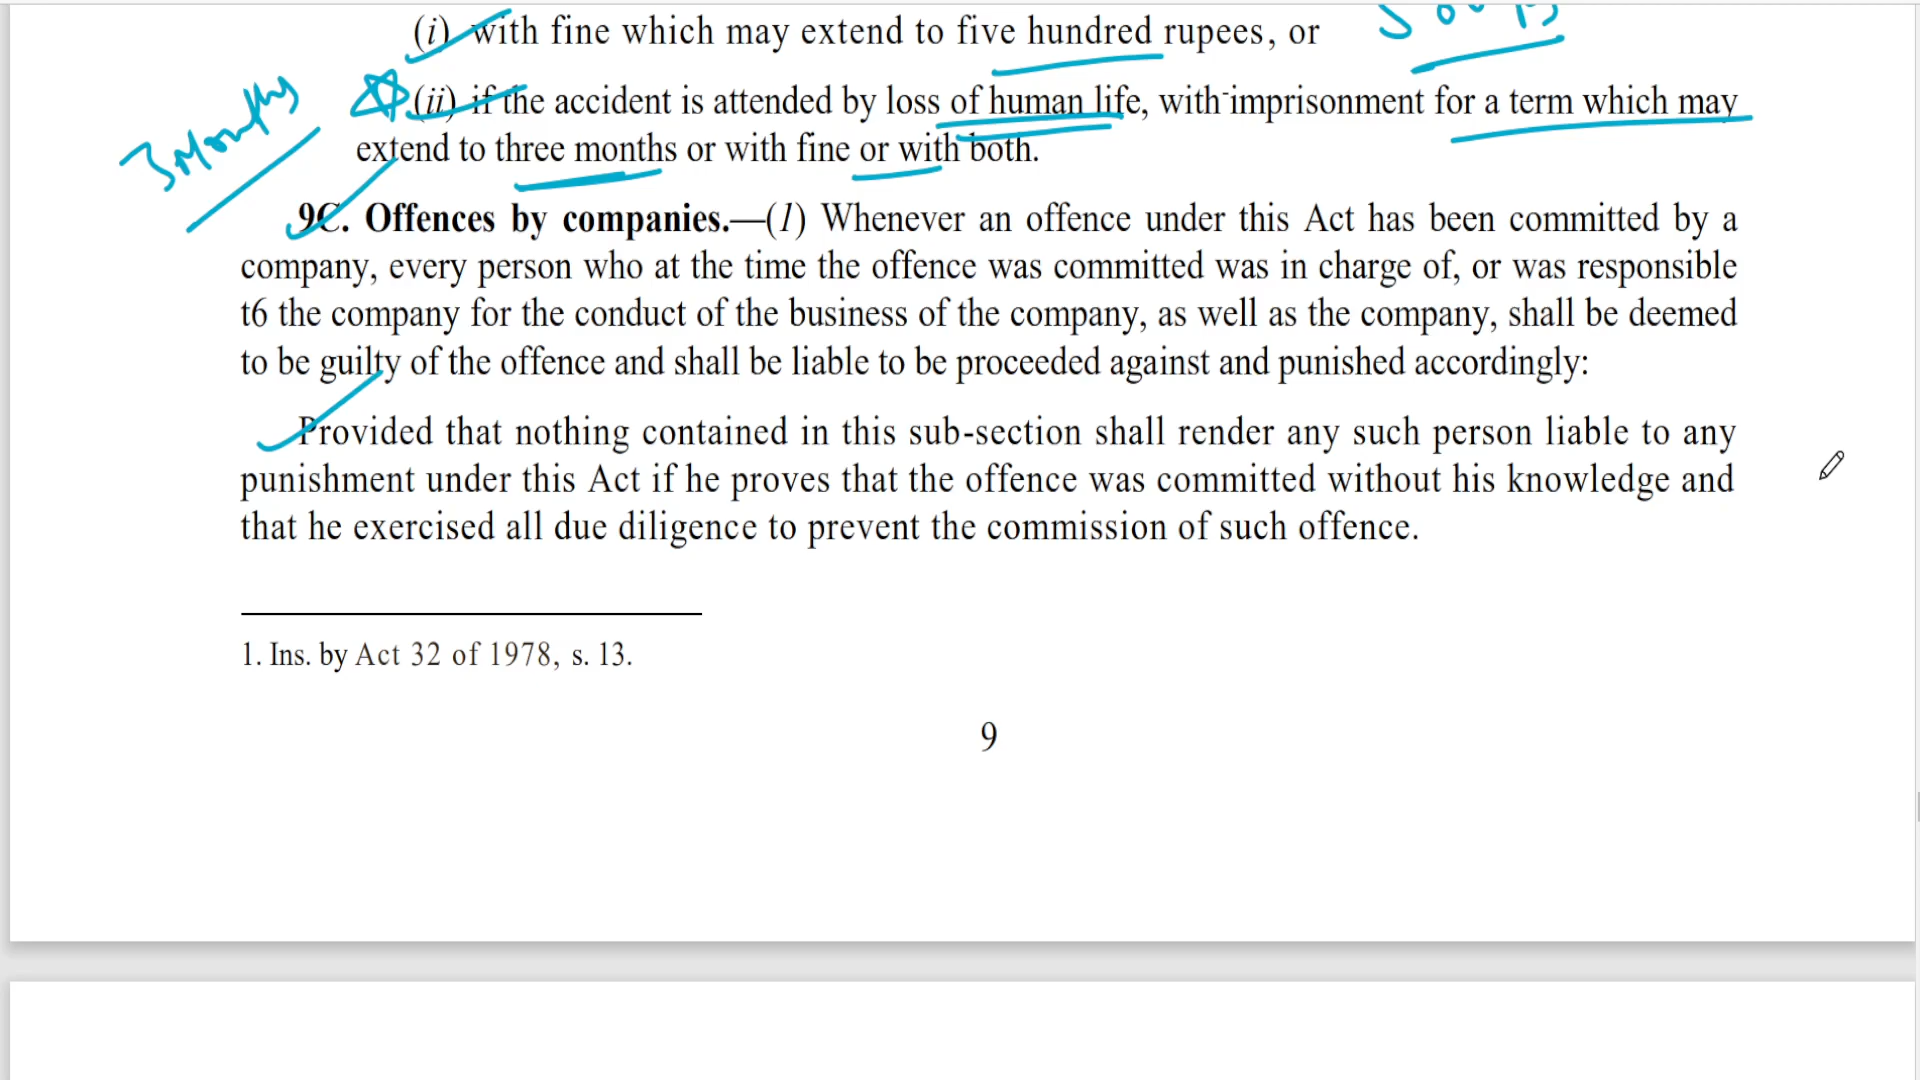 (i) with fine which may extend to five hundred rupees, or
3 Months
(ii) if the accident is attended by loss of human life, with-imprisonment for a term which may
extend to three months or with fine or with both.
9C. Offences by companies.—(1) Whenever an offence under this Act has been committed by a
company, every person who at the time the offence was committed was in charge of, or was responsible
t6 the company for the conduct of the business of the company, as well as the company, shall be deemed
to be guilty of the offence and shall be liable to be proceeded against and punished accordingly:
Provided that nothing contained in this sub-section shall render any such person liable to any
punishment under this Act if he proves that the offence was committed without his knowledge and
that he exercised all due diligence to prevent the commission of such offence.
1. Ins. by Act 32 of 1978, s. 13.
9